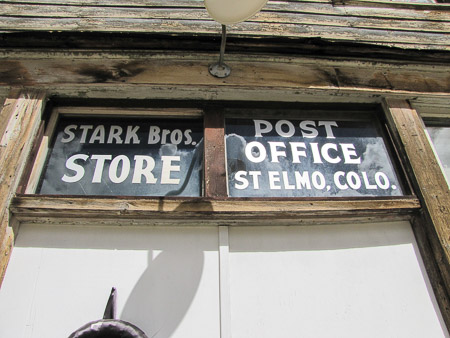 STARK Bros.
STORE
POST
OFFICE
ST ELMO, COLO.